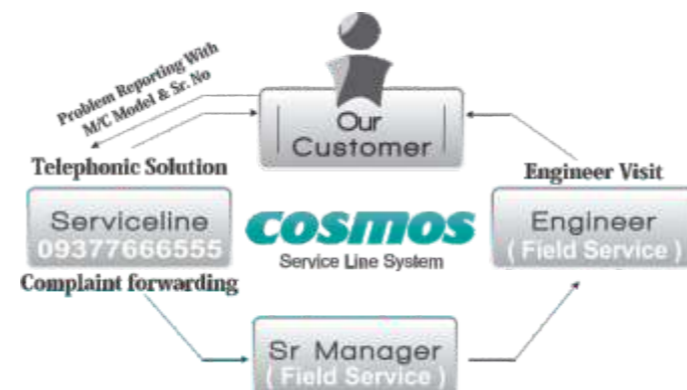 Problem Reporting With
M/C Model & Sr. No
Our
Customer
Telephonic Solution
Engineer Visit
Serviceline
09377666555
cosmos
Service Line System
Engineer
( Field Service )
Complaint forwarding
Sr Manager
( Field Service )